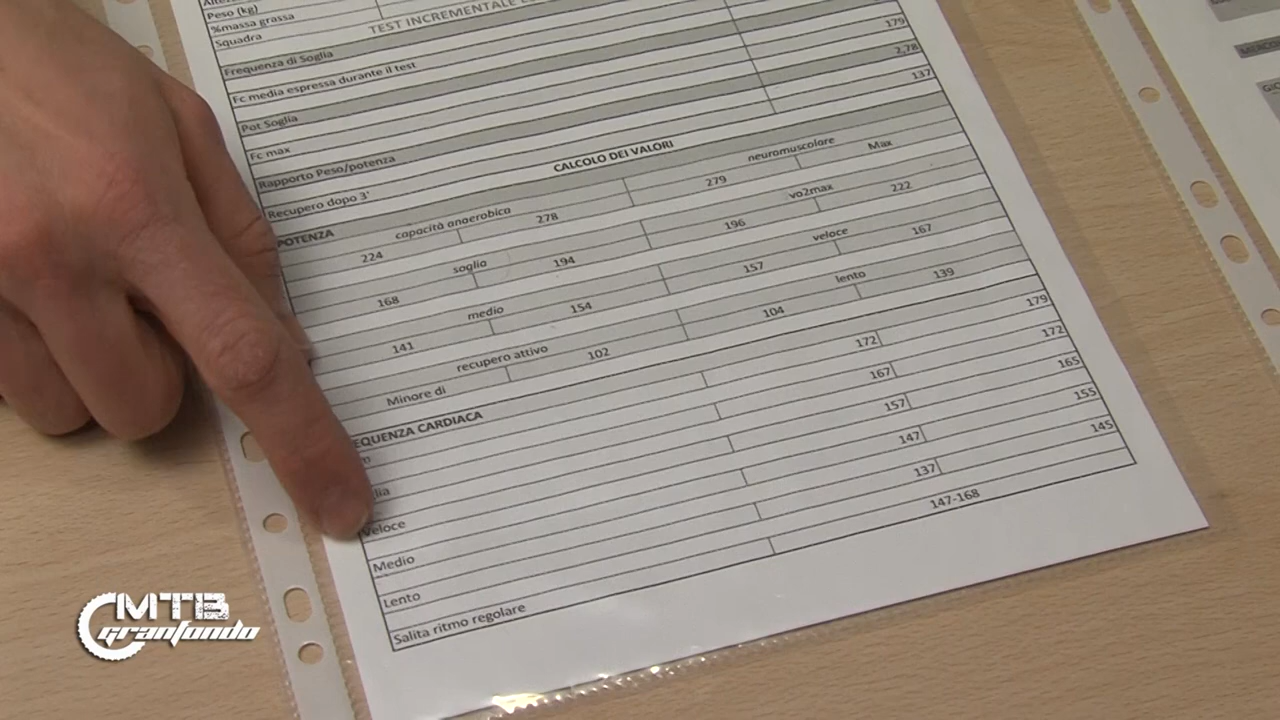 Peso (kg)
%massa grassa
Squadra
TEST INCREMENTALE
Frequenza di Soglia
Fc media espressa durante il test
179
Pot Soglia
2,78
Fc max
137
Rapporto Peso/potenza
Recupero dopo 3'
CALCOLO DEI VALORI
POTENZA capacità anaerobica neuromuscolare Max
224 278 279
soglia vo2max
168 194 196 222
medio veloce
141 154 157 167
recupero attivo lento
Minore di 102 104 139
EQUENZA CARDIACA
172 179
lia 167 172
Veloce 157 165
Medio 147 155
Lento 137 145
Salita ritmo regolare 147-168
MTB
granfondo